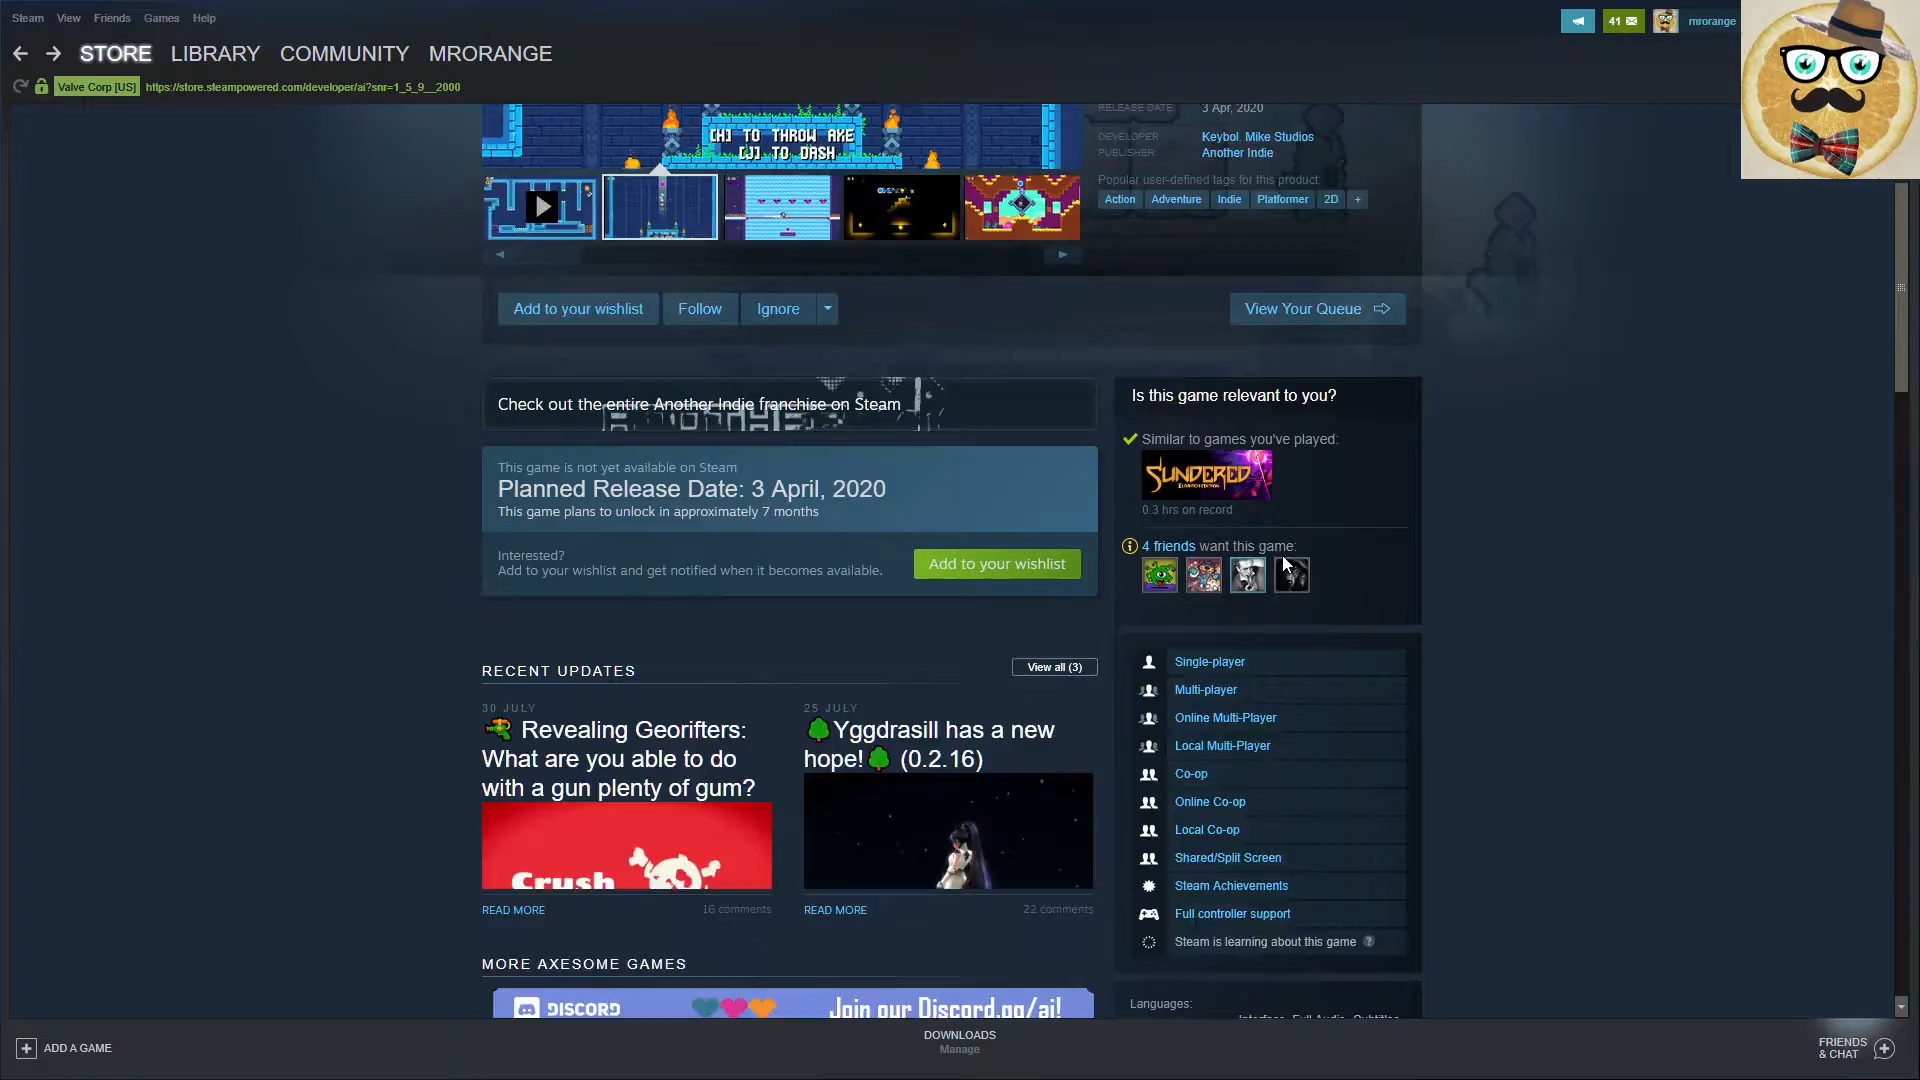 Steam View Friends Games Help
41
mrorange
STORE LIBRARY COMMUNITY MRORANGE
Valve Corp [US] https://store.steampowered.com/developer/ai?snr=1_5_9__2000
[H] TO THROW AXE
[J] TO DASH
RELEASE DATE: 3 Apr, 2020
DEVELOPER: Keybol, Mike Studios
PUBLISHER: Another Indie
Popular user-defined tags for this product:
Action Adventure Indie Platformer 2D +
Add to your wishlist Follow Ignore
View Your Queue
Check out the entire Another Indie franchise on Steam
This game is not yet available on Steam
Planned Release Date: 3 April, 2020
This game plans to unlock in approximately 7 months
Interested?
Add to your wishlist and get notified when it becomes available.
Add to your wishlist
Is this game relevant to you?
Similar to games you've played:
SUNDERED
ELDRITCH EDITION
0.3 hrs on record
4 friends want this game:
RECENT UPDATES
View all (3)
30 JULY
Revealing Georifters:
What are you able to do
with a gun plenty of gum?
Crush
READ MORE 16 comments
25 JULY
Yggdrasill has a new
hope! (0.2.16)
READ MORE 22 comments
Single-player
Multi-player
Online Multi-Player
Local Multi-Player
Co-op
Online Co-op
Local Co-op
Shared/Split Screen
Steam Achievements
Full controller support
Steam is learning about this game ?
MORE AXESOME GAMES
DISCORD Join our Discord.gg/ai!
Languages:
Interface Full Audio Subtitles
ADD A GAME
DOWNLOADS
Manage
FRIENDS
& CHAT